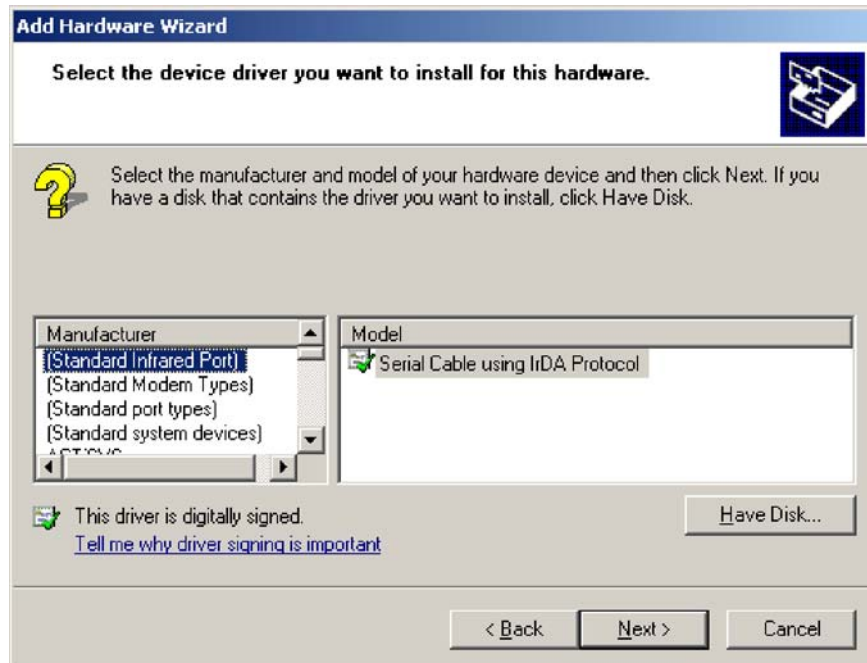 Add Hardware Wizard
Select the device driver you want to install for this hardware.
Select the manufacturer and model of your hardware device and then click Next. If you
have a disk that contains the driver you want to install, click Have Disk.
Manufacturer
(Standard Infrared Port)
(Standard Modem Types)
(Standard port types)
(Standard system devices)
Model
Serial Cable using IrDA Protocol
This driver is digitally signed.
Tell me why driver signing is important
Have Disk...
< Back
Next >
Cancel